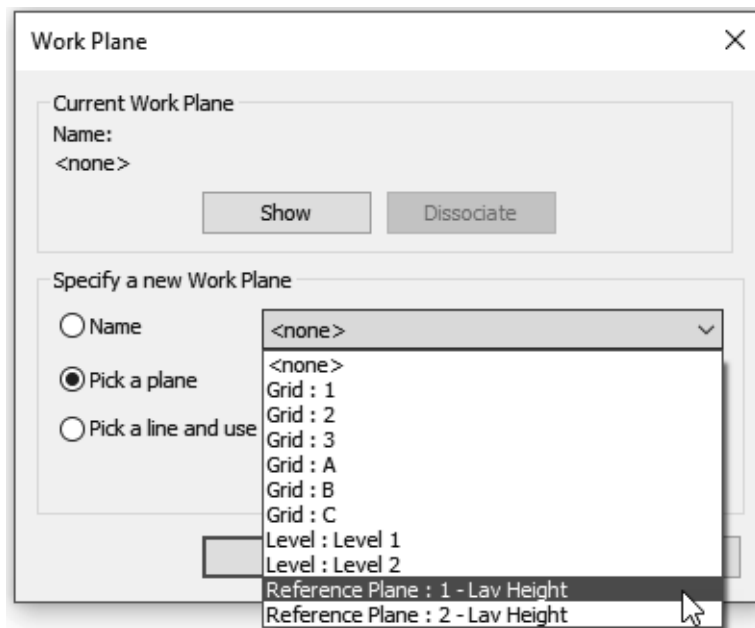 Work Plane
Current Work Plane
Name:
<none>
Show Dissociate
Specify a new Work Plane
Name <none>
Pick a plane
Pick a line and use
<none>
Grid : 1
Grid : 2
Grid : 3
Grid : A
Grid : B
Grid : C
Level : Level 1
Level : Level 2
Reference Plane : 1 - Lav Height
Reference Plane : 2 - Lav Height